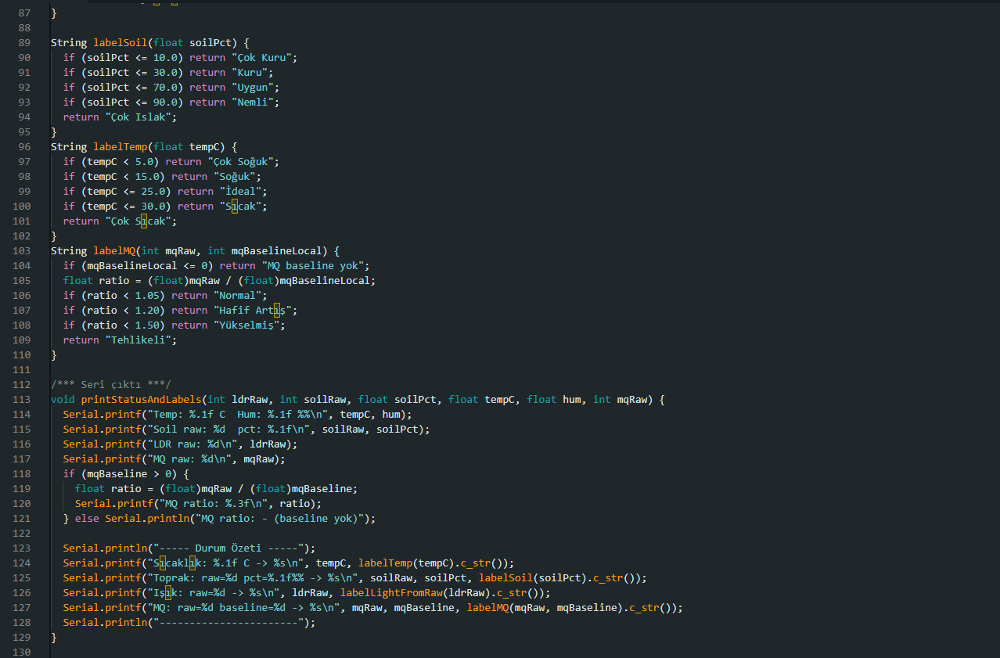 87 }
88
89 String labelSoil(float soilPct) {
90   if (soilPct <= 10.0) return "Çok Kuru";
91   if (soilPct <= 30.0) return "Kuru";
92   if (soilPct <= 70.0) return "Uygun";
93   if (soilPct <= 90.0) return "Nemli";
94   return "Çok Islak";
95 }
96 String labelTemp(float tempC) {
97   if (tempC < 5.0) return "Çok Soğuk";
98   if (tempC < 15.0) return "Soğuk";
99   if (tempC <= 25.0) return "İdeal";
100   if (tempC <= 30.0) return "Sıcak";
101   return "Çok Sıcak";
102 }
103 String labelMQ(int mqRaw, int mqBaselineLocal) {
104   if (mqBaselineLocal <= 0) return "MQ baseline yok";
105   float ratio = (float)mqRaw / (float)mqBaselineLocal;
106   if (ratio < 1.05) return "Normal";
107   if (ratio < 1.20) return "Hafif Artış";
108   if (ratio < 1.50) return "Yükselmiş";
109   return "Tehlikeli";
110 }
111
112 /*** Seri çıktı ***/
113 void printStatusAndLabels(int ldrRaw, int soilRaw, float soilPct, float tempC, float hum, int mqRaw) {
114   Serial.printf("Temp: %.1f C  Hum: %.1f %%\n", tempC, hum);
115   Serial.printf("Soil raw: %d  pct: %.1f\n", soilRaw, soilPct);
116   Serial.printf("LDR raw: %d\n", ldrRaw);
117   Serial.printf("MQ raw: %d\n", mqRaw);
118   if (mqBaseline > 0) {
119     float ratio = (float)mqRaw / (float)mqBaseline;
120     Serial.printf("MQ ratio: %.3f\n", ratio);
121   } else Serial.println("MQ ratio: - (baseline yok)");
122
123   Serial.println("----- Durum Özeti -----");
124   Serial.printf("Sıcaklık: %.1f C -> %s\n", tempC, labelTemp(tempC).c_str());
125   Serial.printf("Toprak: raw=%d pct=%.1f%% -> %s\n", soilRaw, soilPct, labelSoil(soilPct).c_str());
126   Serial.printf("Işık: raw=%d -> %s\n", ldrRaw, labelLightFromRaw(ldrRaw).c_str());
127   Serial.printf("MQ: raw=%d baseline=%d -> %s\n", mqRaw, mqBaseline, labelMQ(mqRaw, mqBaseline).c_str());
128   Serial.println("-----------------------");
129 }
130